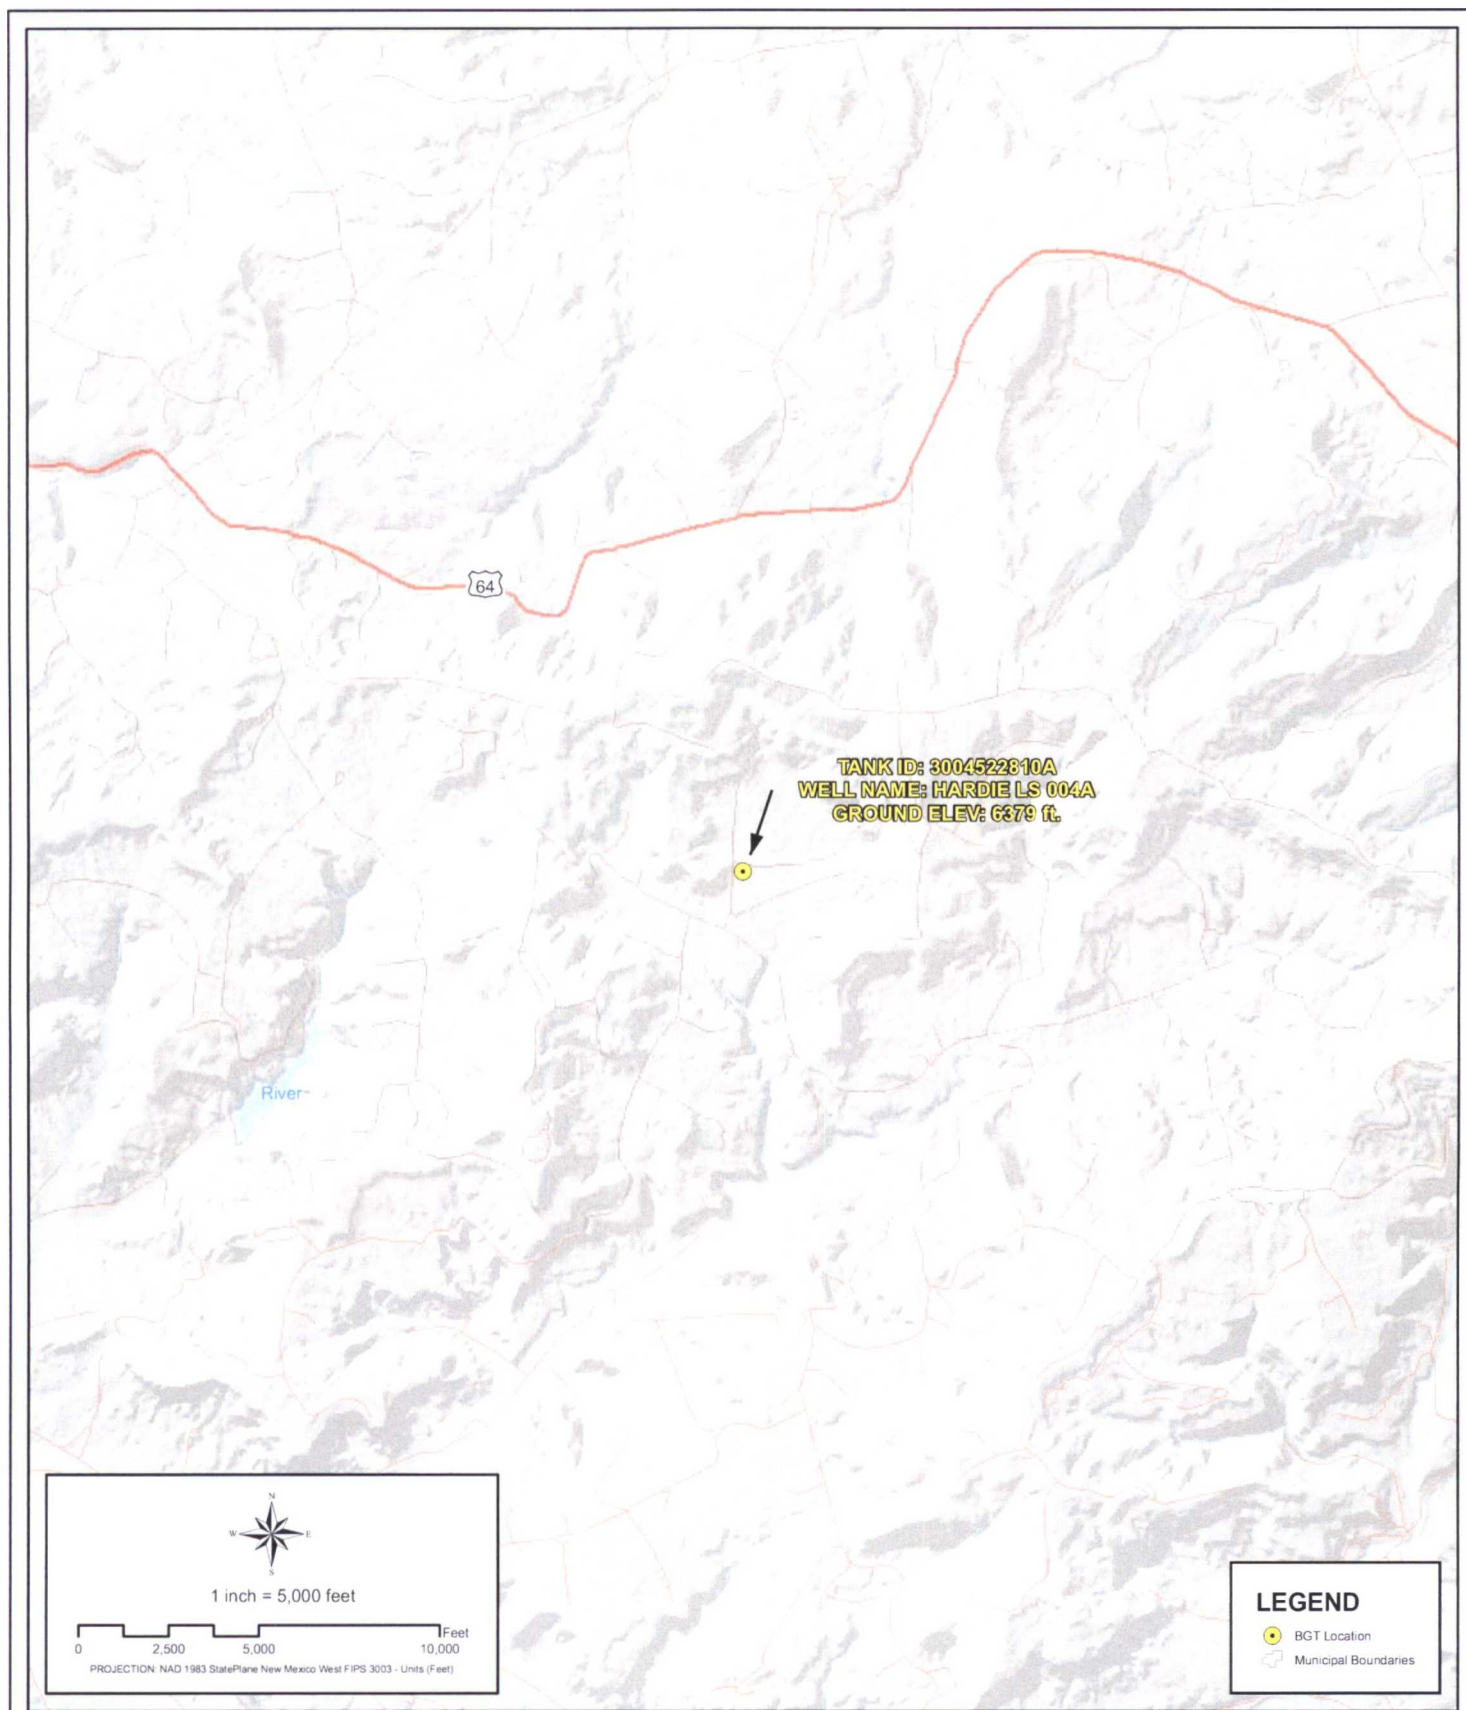 64
TANK ID: 3004522810A
WELL NAME: HARDIE LS 004A
GROUND ELEV: 6379 ft.
River
N
W E
S
1 inch = 5,000 feet
Feet
0 2,500 5,000 10,000
PROJECTION: NAD 1983 StatePlane New Mexico West FIPS 3003 - Units (Feet)
LEGEND
BGT Location
Municipal Boundaries